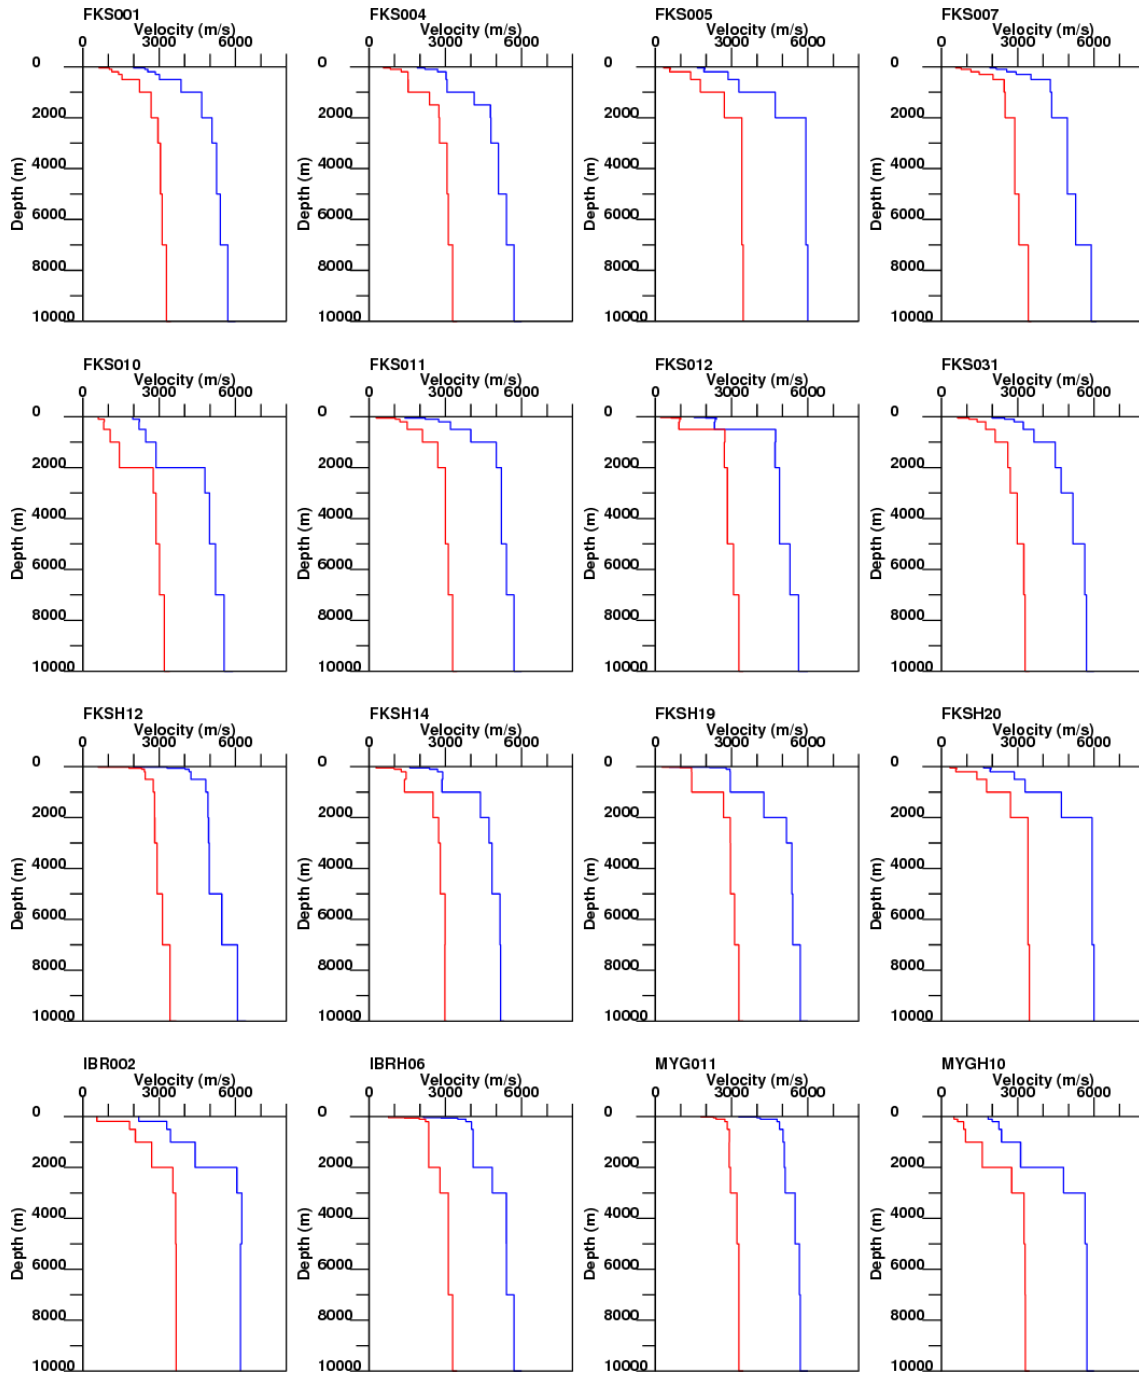 FKS001 FKS004 FKS005 FKS007
Velocity (m/s) Velocity (m/s) Velocity (m/s) Velocity (m/s)
0 3000 6000 0 3000 6000 0 3000 6000 0 3000 6000
0 0 0 0
2000 2000 2000 2000
4000 4000 4000 4000
Depth (m) Depth (m) Depth (m) Depth (m)
6000 6000 6000 6000
8000 8000 8000 8000
10000 10000 10000 10000
FKS010 FKS011 FKS012 FKS031
Velocity (m/s) Velocity (m/s) Velocity (m/s) Velocity (m/s)
0 3000 6000 0 3000 6000 0 3000 6000 0 3000 6000
0 0 0 0
2000 2000 2000 2000
4000 4000 4000 4000
Depth (m) Depth (m) Depth (m) Depth (m)
6000 6000 6000 6000
8000 8000 8000 8000
10000 10000 10000 10000
FKSH12 FKSH14 FKSH19 FKSH20
Velocity (m/s) Velocity (m/s) Velocity (m/s) Velocity (m/s)
0 3000 6000 0 3000 6000 0 3000 6000 0 3000 6000
0 0 0 0
2000 2000 2000 2000
4000 4000 4000 4000
Depth (m) Depth (m) Depth (m) Depth (m)
6000 6000 6000 6000
8000 8000 8000 8000
10000 10000 10000 10000
IBR002 IBRH06 MYG011 MYGH10
Velocity (m/s) Velocity (m/s) Velocity (m/s) Velocity (m/s)
0 3000 6000 0 3000 6000 0 3000 6000 0 3000 6000
0 0 0 0
2000 2000 2000 2000
4000 4000 4000 4000
Depth (m) Depth (m) Depth (m) Depth (m)
6000 6000 6000 6000
8000 8000 8000 8000
10000 10000 10000 10000